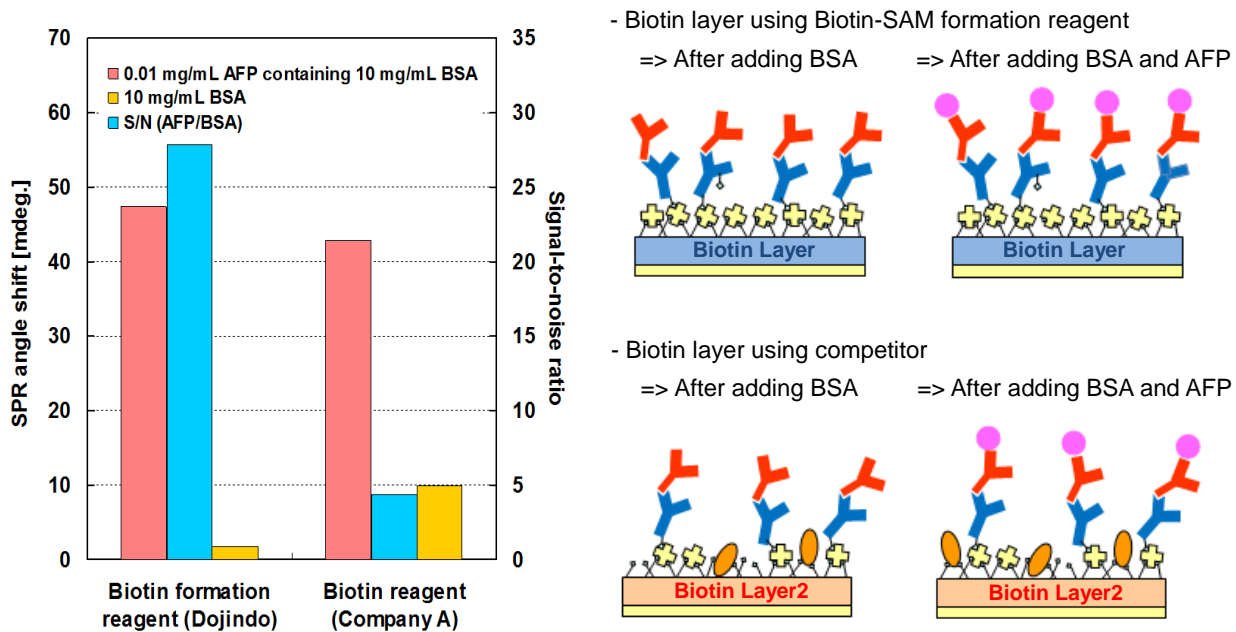 70
60
50
40
30
20
10
0
SPR angle shift [mdeg.]
0.01 mg/mL AFP containing 10 mg/mL BSA
10 mg/mL BSA
S/N (AFP/BSA)
35
30
25
20
15
10
5
0
Signal-to-noise ratio
Biotin formation
reagent (Dojindo)
Biotin reagent
(Company A)
- Biotin layer using Biotin-SAM formation reagent
=> After adding BSA
=> After adding BSA and AFP
Biotin Layer
Biotin Layer
- Biotin layer using competitor
=> After adding BSA
=> After adding BSA and AFP
Biotin Layer2
Biotin Layer2